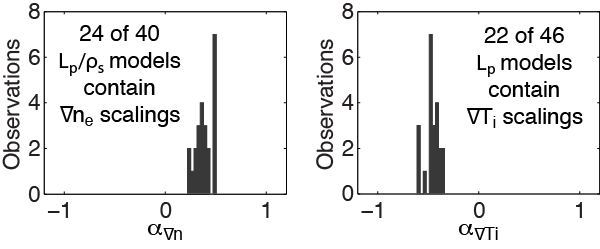 8
6
4
2
0
Observations
24 of 40
Lp/ρs models
contain
∇ne scalings
−1
0
1
α∇n
8
6
4
2
0
Observations
22 of 46
Lp models
contain
∇Ti scalings
−1
0
1
α∇Ti